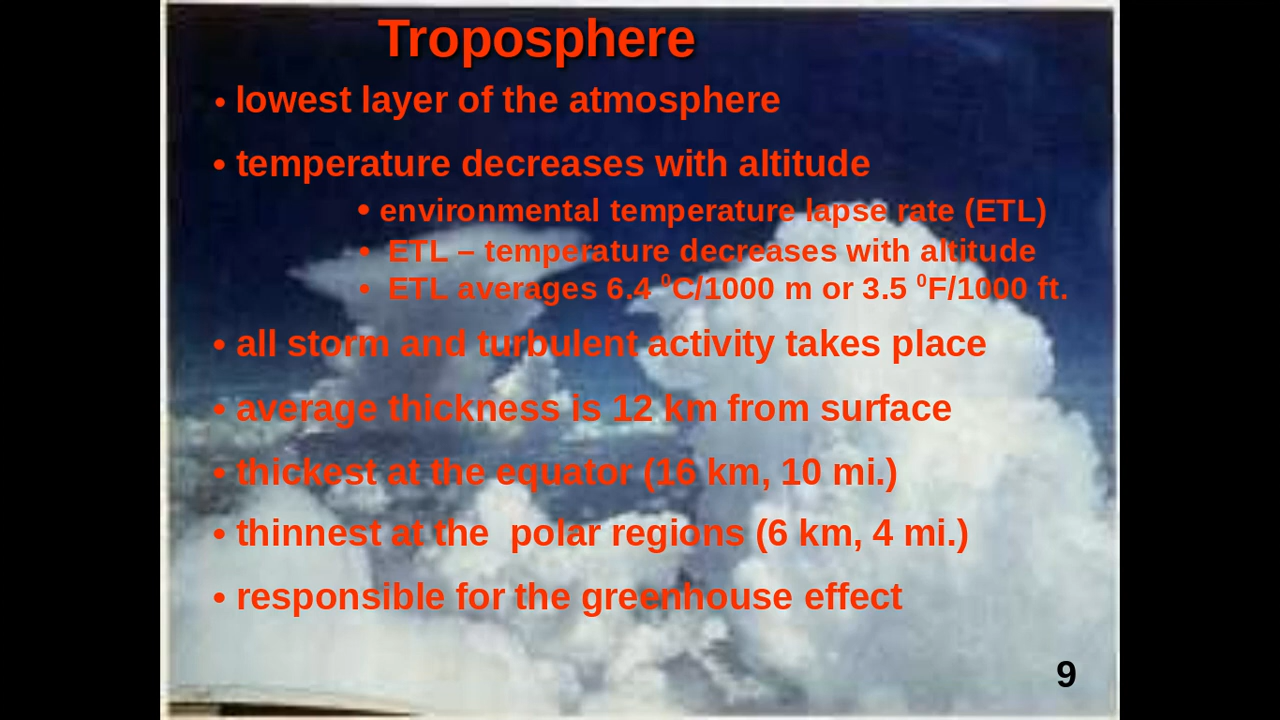 Troposphere
• lowest layer of the atmosphere
• temperature decreases with altitude
• environmental temperature lapse rate (ETL)
• ETL – temperature decreases with altitude
• ETL averages 6.4 ⁰C/1000 m or 3.5 ⁰F/1000 ft.
• all storm and turbulent activity takes place
• average thickness is 12 km from surface
• thickest at the equator (16 km, 10 mi.)
• thinnest at the  polar regions (6 km, 4 mi.)
• responsible for the greenhouse effect
9